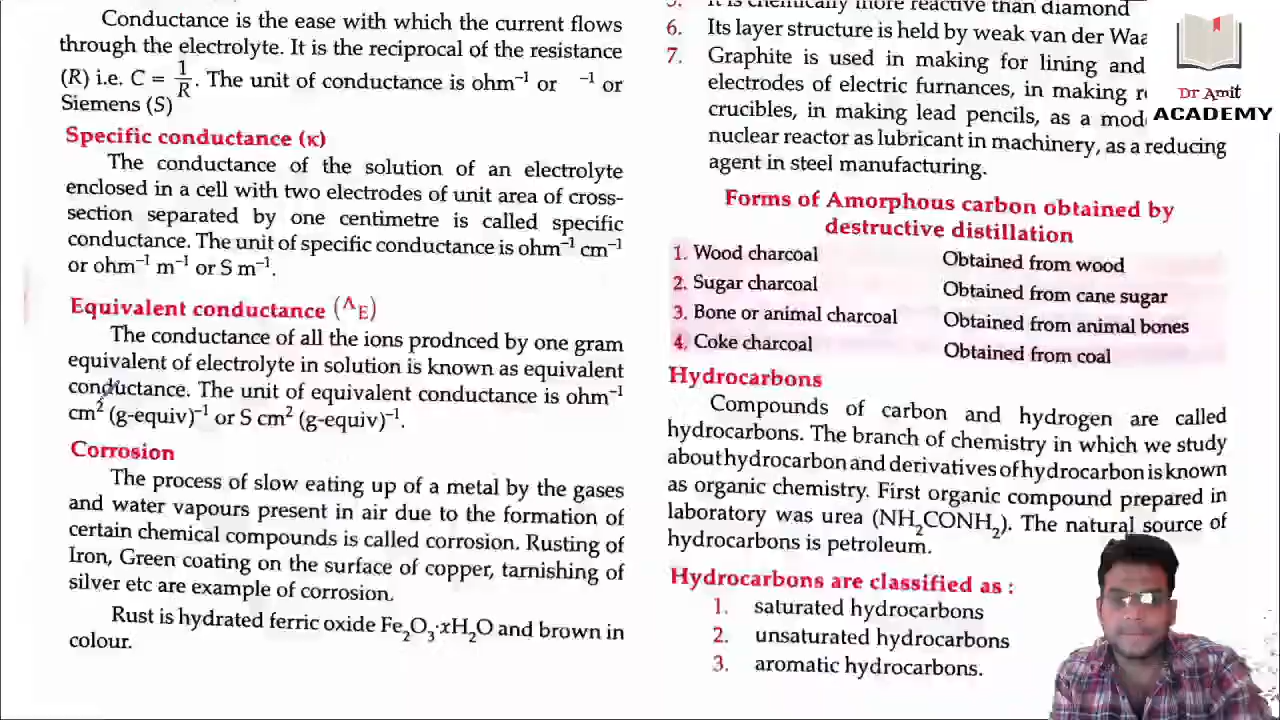 Conductance is the ease with which the current flows
through the electrolyte. It is the reciprocal of the resistance
(R) i.e. C = 1/R. The unit of conductance is ohm⁻¹ or ⁻¹ or
Siemens (S)
Specific conductance (κ)
The conductance of the solution of an electrolyte
enclosed in a cell with two electrodes of unit area of cross-
section separated by one centimetre is called specific
conductance. The unit of specific conductance is ohm⁻¹ cm⁻¹
or ohm⁻¹ m⁻¹ or S m⁻¹.
Equivalent conductance (Λ_E)
The conductance of all the ions prodnced by one gram
equivalent of electrolyte in solution is known as equivalent
conductance. The unit of equivalent conductance is ohm⁻¹
cm² (g-equiv)⁻¹ or S cm² (g-equiv)⁻¹.
Corrosion
The process of slow eating up of a metal by the gases
and water vapours present in air due to the formation of
certain chemical compounds is called corrosion. Rusting of
Iron, Green coating on the surface of copper, tarnishing of
silver etc are example of corrosion.
Rust is hydrated ferric oxide Fe₂O₃·xH₂O and brown in
colour.
5. It is chemically more reactive than diamond
6. Its layer structure is held by weak van der Waa
7. Graphite is used in making for lining and
electrodes of electric furnances, in making
crucibles, in making lead pencils, as a mod
nuclear reactor as lubricant in machinery, as a reducing
agent in steel manufacturing.
Forms of Amorphous carbon obtained by
destructive distillation
1. Wood charcoal Obtained from wood
2. Sugar charcoal Obtained from cane sugar
3. Bone or animal charcoal Obtained from animal bones
4. Coke charcoal Obtained from coal
Hydrocarbons
Compounds of carbon and hydrogen are called
hydrocarbons. The branch of chemistry in which we study
about hydrocarbon and derivatives of hydrocarbon is known
as organic chemistry. First organic compound prepared in
laboratory was urea (NH₂CONH₂). The natural source of
hydrocarbons is petroleum.
Hydrocarbons are classified as :
1. saturated hydrocarbons
2. unsaturated hydrocarbons
3. aromatic hydrocarbons.
Dr Amit
ACADEMY